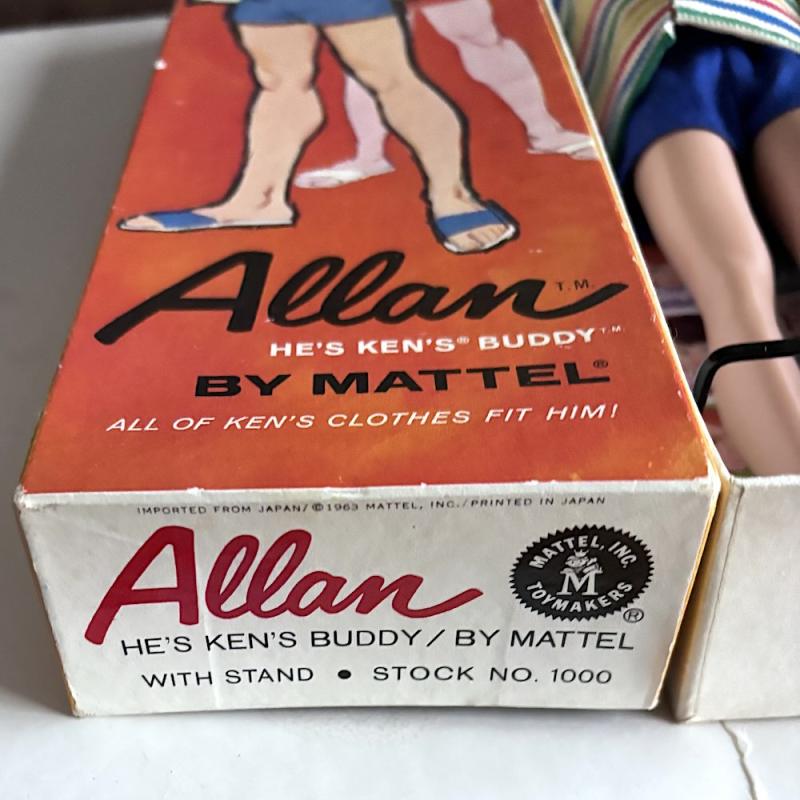 Allan T.M.
HE'S KEN'S® BUDDY T.M.
BY MATTEL®
ALL OF KEN'S CLOTHES FIT HIM!
IMPORTED FROM JAPAN/©1963 MATTEL, INC./PRINTED IN JAPAN
Allan
MATTEL, INC.
M
TOYMAKERS
®
HE'S KEN'S BUDDY/BY MATTEL
WITH STAND • STOCK NO. 1000